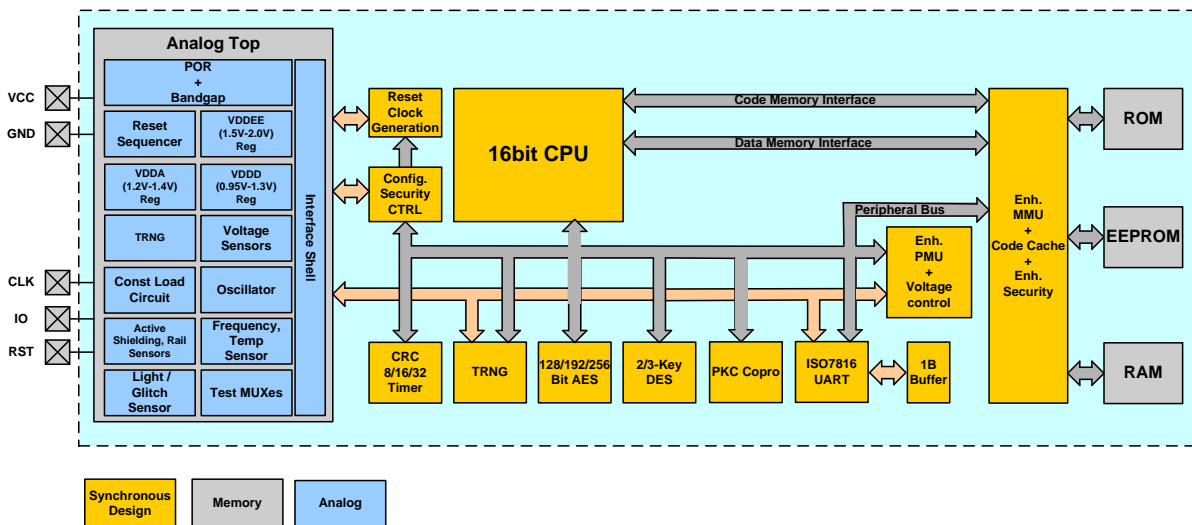 Analog Top
POR
+
Bandgap
Reset
Sequencer
VDDEE
(1.5V-2.0V)
Reg
VDDA
(1.2V-1.4V)
Reg
VDDD
(0.95V-1.3V)
Reg
TRNG
Voltage
Sensors
Const Load
Circuit
Oscillator
Active
Shielding, Rail
Sensors
Frequency,
Temp
Sensor
Light /
Glitch
Sensor
Test MUXes
Interface Shell
VCC
GND
CLK
IO
RST
Reset
Clock
Generation
Config.
Security
CTRL
16bit CPU
Code Memory Interface
Data Memory Interface
Peripheral Bus
Enh.
PMU
+
Voltage
control
Enh.
MMU
+
Code Cache
+
Enh.
Security
ROM
EEPROM
RAM
CRC
8/16/32
Timer
TRNG
128/192/256
Bit AES
2/3-Key
DES
PKC Copro
ISO7816
UART
1B
Buffer
Synchronous
Design
Memory
Analog